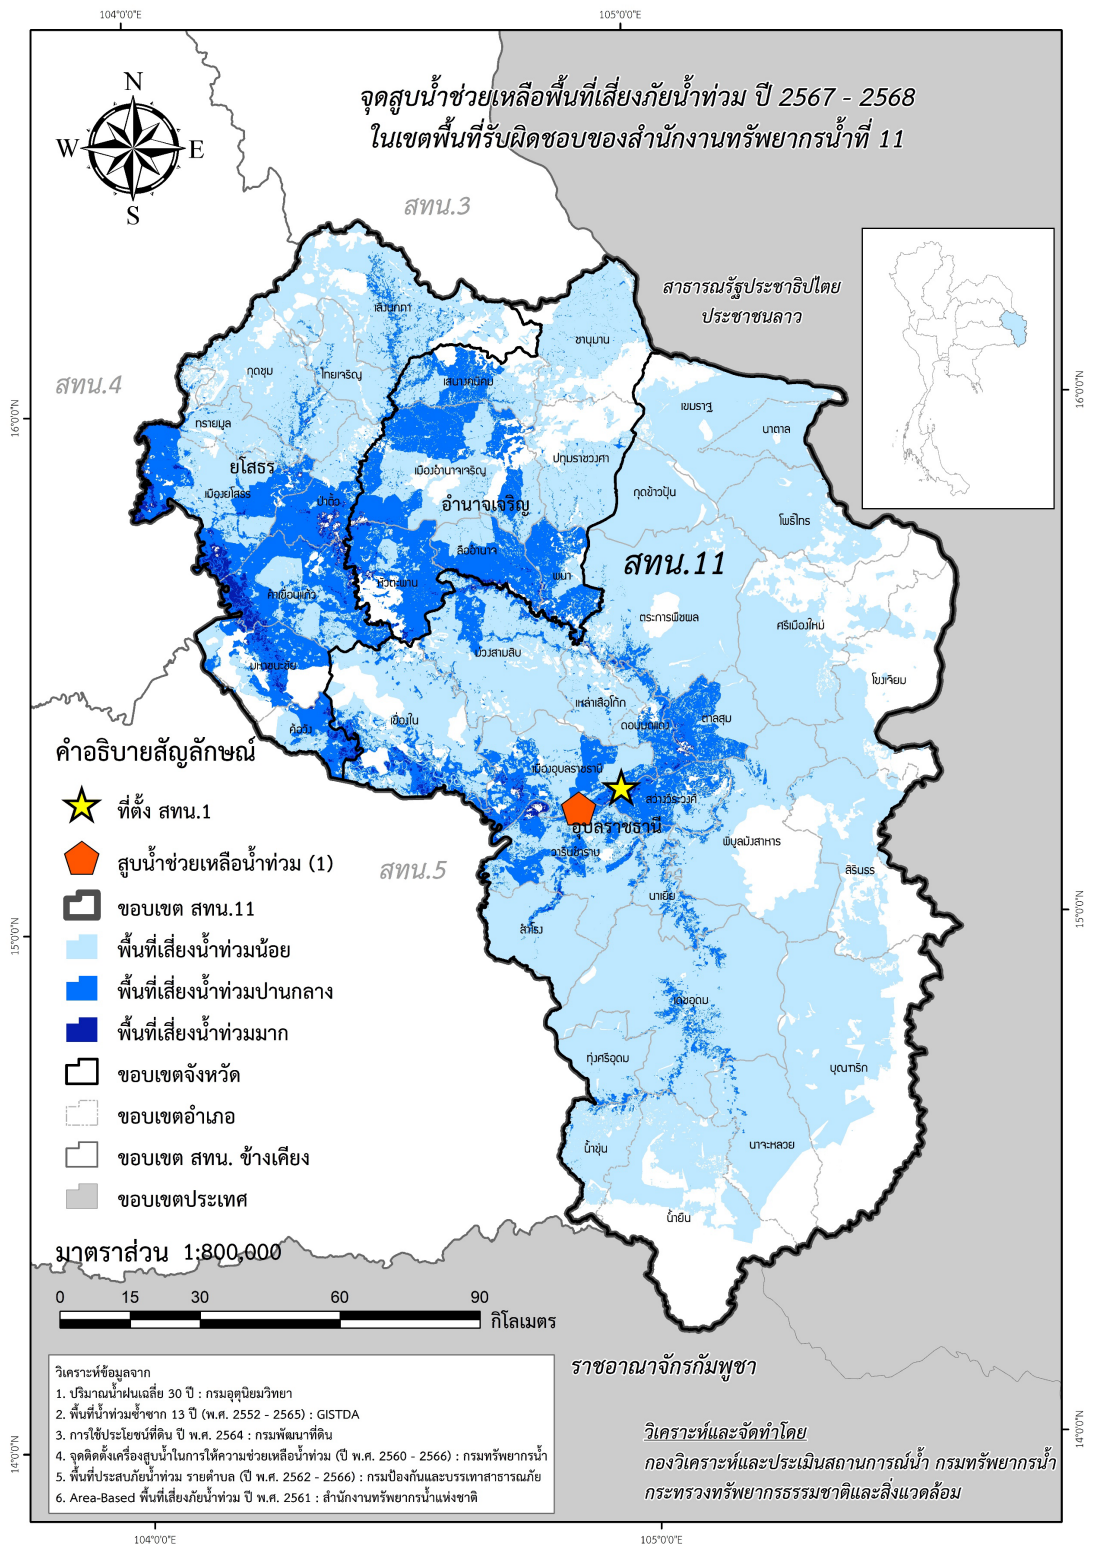 104°0'0"E
105°0'0"E
N
W
E
S
จุดสูบน้ำช่วยเหลือพื้นที่เสี่ยงภัยน้ำท่วม ปี 2567 - 2568
ในเขตพื้นที่รับผิดชอบของสำนักงานทรัพยากรน้ำที่ 11
สทน.3
สาธารณรัฐประชาธิปไตย
ประชาชนลาว
สทน.4
16°0'0"N
16°0'0"N
เลิงนกทา
ชานุมาน
กุดชุม
ไทยเจริญ
เสนางคนิคม
เขมราฐ
นาตาล
ทรายมูล
ยโสธร
เมืองยโสธร
ป่าติ้ว
เมืองอำนาจเจริญ
ปทุมราชวงศา
อำนาจเจริญ
กุดข้าวปุ้น
โพธิ์ไทร
ลืออำนาจ
พนา
หัวตะพาน
สทน.11
คำเขื่อนแก้ว
ตระการพืชผล
ศรีเมืองใหม่
มหาชนะชัย
ม่วงสามสิบ
โขงเจียม
ค้อวัง
เขื่องใน
เหล่าเสือโก้ก
ดอนมดแดง
ตาลสุม
เมืองอุบลราชธานี
สว่างวีระวงศ์
อุบลราชธานี
วารินชำราบ
พิบูลมังสาหาร
สิรินธร
นาเยีย
สำโรง
สทน.5
เดชอุดม
ทุ่งศรีอุดม
บุณฑริก
น้ำขุ่น
นาจะหลวย
น้ำยืน
15°0'0"N
15°0'0"N
คำอธิบายสัญลักษณ์
ที่ตั้ง สทน.1
สูบน้ำช่วยเหลือน้ำท่วม (1)
ขอบเขต สทน.11
พื้นที่เสี่ยงน้ำท่วมน้อย
พื้นที่เสี่ยงน้ำท่วมปานกลาง
พื้นที่เสี่ยงน้ำท่วมมาก
ขอบเขตจังหวัด
ขอบเขตอำเภอ
ขอบเขต สทน. ข้างเคียง
ขอบเขตประเทศ
มาตราส่วน 1:800,000
0 15 30 60 90
กิโลเมตร
ราชอาณาจักรกัมพูชา
วิเคราะห์ข้อมูลจาก
1. ปริมาณน้ำฝนเฉลี่ย 30 ปี : กรมอุตุนิยมวิทยา
2. พื้นที่น้ำท่วมซ้ำซาก 13 ปี (พ.ศ. 2552 - 2565) : GISTDA
3. การใช้ประโยชน์ที่ดิน ปี พ.ศ. 2564 : กรมพัฒนาที่ดิน
4. จุดติดตั้งเครื่องสูบน้ำในการให้ความช่วยเหลือน้ำท่วม (ปี พ.ศ. 2560 - 2566) : กรมทรัพยากรน้ำ
5. พื้นที่ประสบภัยน้ำท่วม รายตำบล (ปี พ.ศ. 2562 - 2566) : กรมป้องกันและบรรเทาสาธารณภัย
6. Area-Based พื้นที่เสี่ยงภัยน้ำท่วม ปี พ.ศ. 2561 : สำนักงานทรัพยากรน้ำแห่งชาติ
วิเคราะห์และจัดทำโดย
กองวิเคราะห์และประเมินสถานการณ์น้ำ กรมทรัพยากรน้ำ
กระทรวงทรัพยากรธรรมชาติและสิ่งแวดล้อม
14°0'0"N
14°0'0"N
104°0'0"E
105°0'0"E